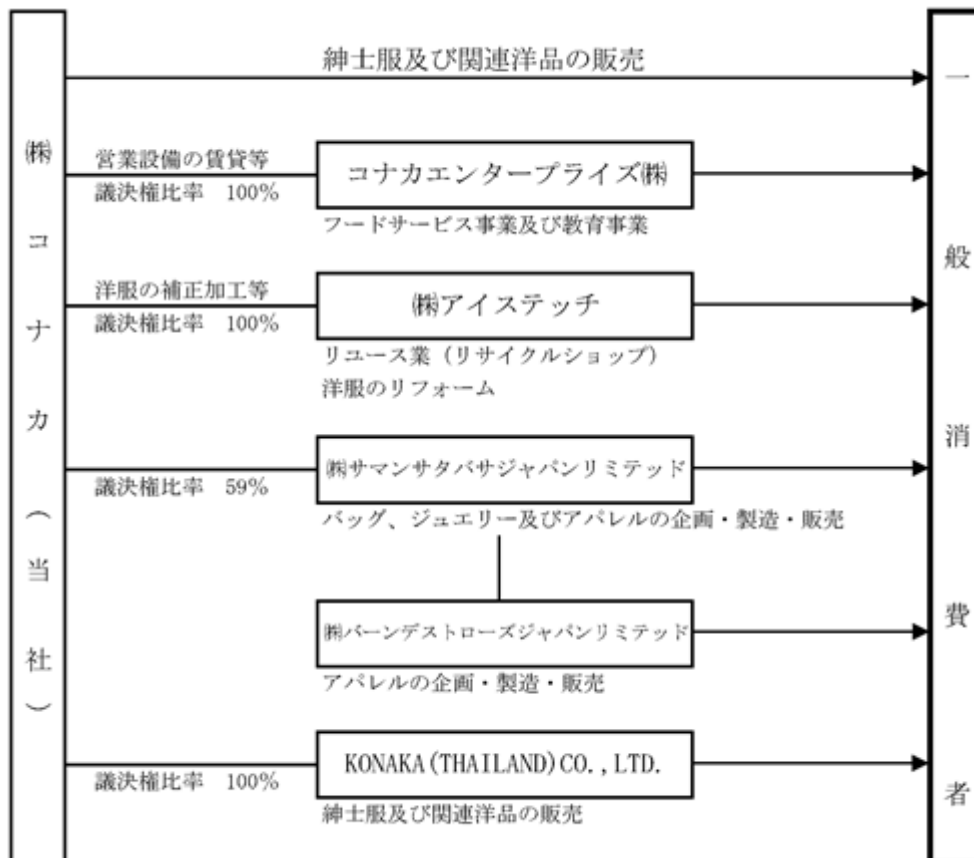 ㈱コナカ（当社）
紳士服及び関連洋品の販売
営業設備の賃貸等
議決権比率 100%
コナカエンタープライズ㈱
フードサービス事業及び教育事業
洋服の補正加工等
議決権比率 100%
㈱アイステッチ
リユース業（リサイクルショップ）
洋服のリフォーム
議決権比率 59%
㈱サマンサタバサジャパンリミテッド
バッグ、ジュエリー及びアパレルの企画・製造・販売
㈱バーンデストローズジャパンリミテッド
アパレルの企画・製造・販売
議決権比率 100%
KONAKA(THAILAND)CO.,LTD.
紳士服及び関連洋品の販売
一般消費者